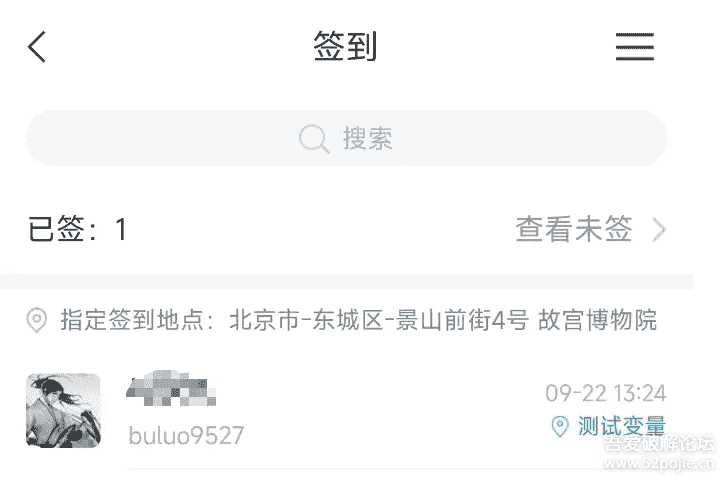 签到
搜索
已签：1
查看未签
指定签到地点：北京市-东城区-景山前街4号 故宫博物院
09-22 13:24
buluo9527
测试变量
吾爱破解论坛
www.52pojie.cn